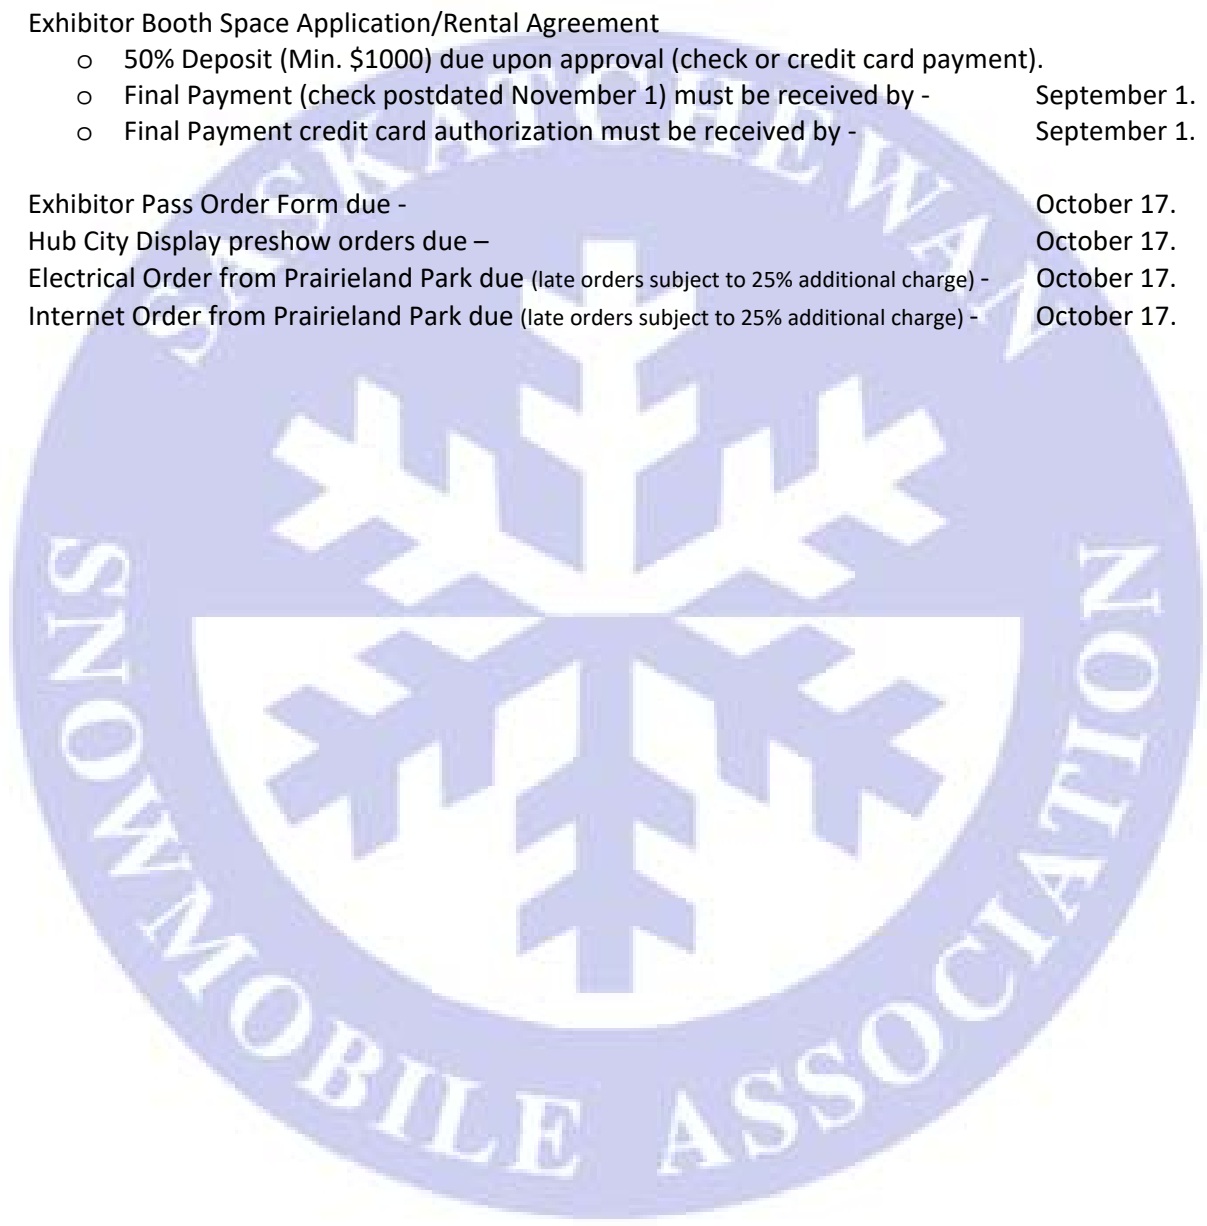 Exhibitor Booth Space Application/Rental Agreement
o 50% Deposit (Min. $1000) due upon approval (check or credit card payment).
o Final Payment (check postdated November 1) must be received by - September 1.
o Final Payment credit card authorization must be received by - September 1.
Exhibitor Pass Order Form due - October 17.
Hub City Display preshow orders due – October 17.
Electrical Order from Prairieland Park due (late orders subject to 25% additional charge) - October 17.
Internet Order from Prairieland Park due (late orders subject to 25% additional charge) - October 17.
SASKATCHEWAN
SNOWMOBILE ASSOCIATION